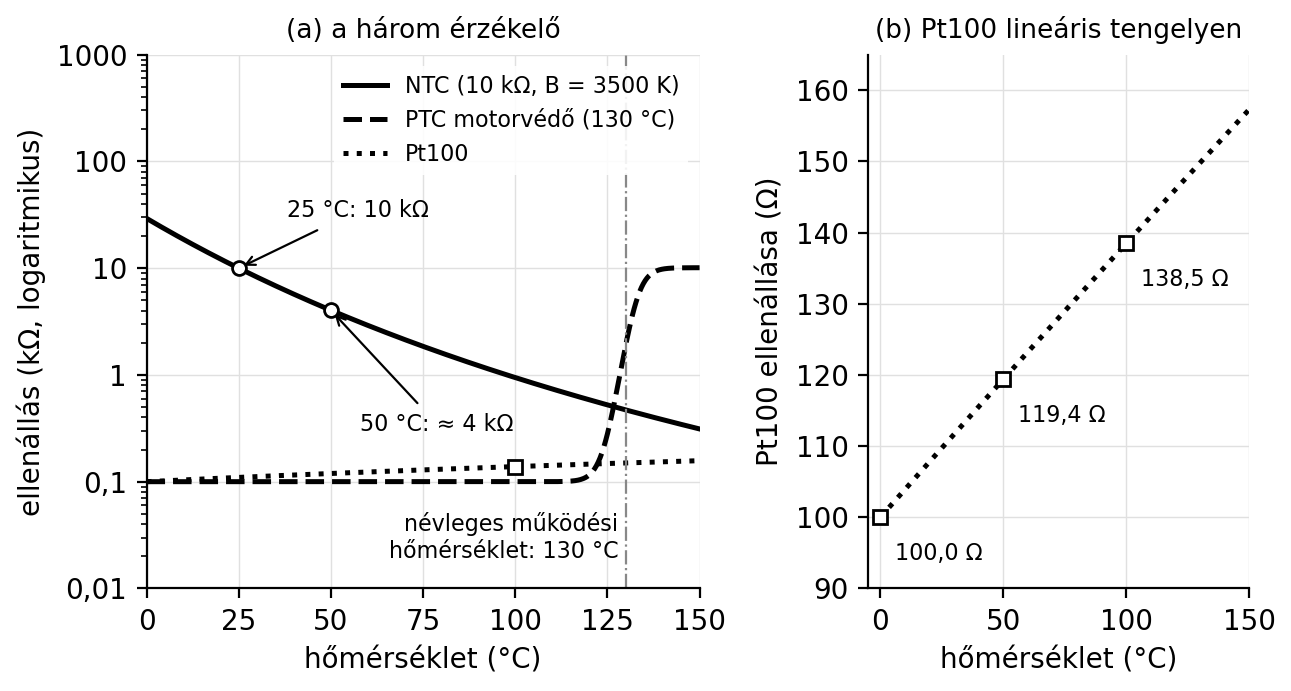 (a) a három érzékelő
ellenállás (kΩ, logaritmikus)
1000
100
10
1
0,1
0,01
NTC (10 kΩ, B = 3500 K)
PTC motorvédő (130 °C)
Pt100
25 °C: 10 kΩ
50 °C: ≈ 4 kΩ
névleges működési
hőmérséklet: 130 °C
0 25 50 75 100 125 150
hőmérséklet (°C)
(b) Pt100 lineáris tengelyen
Pt100 ellenállása (Ω)
160
150
140
130
120
110
100
90
138,5 Ω
119,4 Ω
100,0 Ω
0 50 100 150
hőmérséklet (°C)